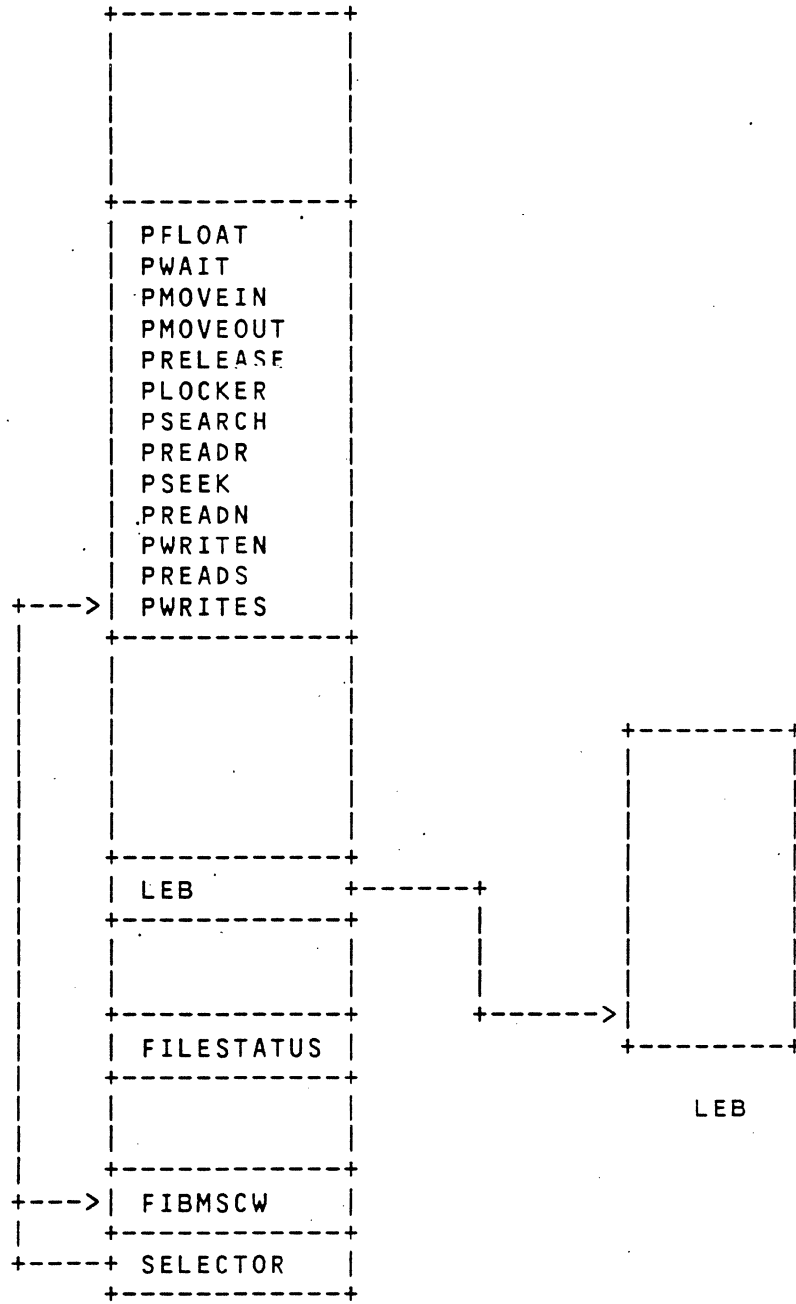 PFLOAT
PWAIT
PMOVEIN
PMOVEOUT
PRELEASE
PLOCKER
PSEARCH
PREADR
PSEEK
PREADN
PWRITEN
PREADS
PWRITES
LEB
FILESTATUS
LEB
FIBMSCW
SELECTOR